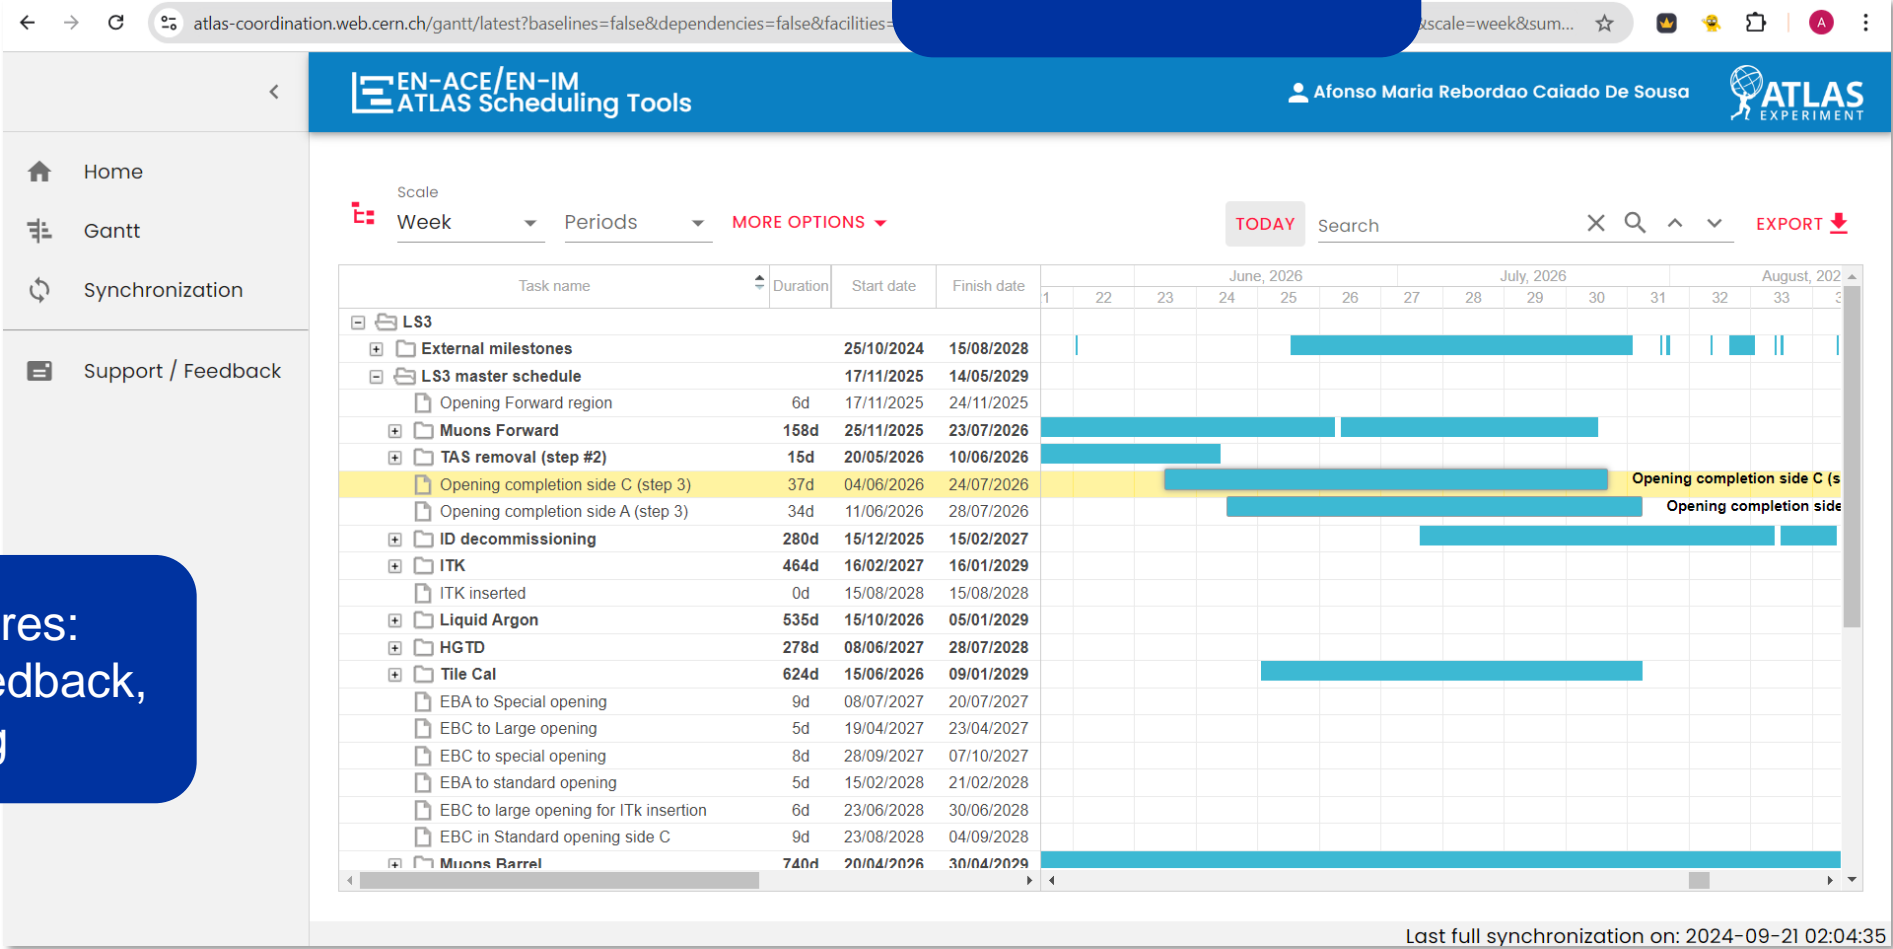 atlas-coordination.web.cern.ch/gantt/latest?baselines=false&dependencies=false&facilities=
&scale=week&sum...
A
EN-ACE/EN-IM
ATLAS Scheduling Tools
Afonso Maria Rebordao Caiado De Sousa
ATLAS
EXPERIMENT
Home
Gantt
Synchronization
Support / Feedback
res:
edback,
g
Scale
Week
Periods
MORE OPTIONS
TODAY
Search
EXPORT
Task name Duration Start date Finish date
June, 2026 July, 2026 August, 202
1 22 23 24 25 26 27 28 29 30 31 32 33 3
LS3
External milestones 25/10/2024 15/08/2028
LS3 master schedule 17/11/2025 14/05/2029
Opening Forward region 6d 17/11/2025 24/11/2025
Muons Forward 158d 25/11/2025 23/07/2026
TAS removal (step #2) 15d 20/05/2026 10/06/2026
Opening completion side C (step 3) 37d 04/06/2026 24/07/2026 Opening completion side C (s
Opening completion side A (step 3) 34d 11/06/2026 28/07/2026 Opening completion side
ID decommissioning 280d 15/12/2025 15/02/2027
ITK 464d 16/02/2027 16/01/2029
ITK inserted 0d 15/08/2028 15/08/2028
Liquid Argon 535d 15/10/2026 05/01/2029
HGTD 278d 08/06/2027 28/07/2028
Tile Cal 624d 15/06/2026 09/01/2029
EBA to Special opening 9d 08/07/2027 20/07/2027
EBC to Large opening 5d 19/04/2027 23/04/2027
EBC to special opening 8d 28/09/2027 07/10/2027
EBA to standard opening 5d 15/02/2028 21/02/2028
EBC to large opening for ITk insertion 6d 23/06/2028 30/06/2028
EBC in Standard opening side C 9d 23/08/2028 04/09/2028
Muons Barrel 740d 20/04/2026 30/04/2029
Last full synchronization on: 2024-09-21 02:04:35